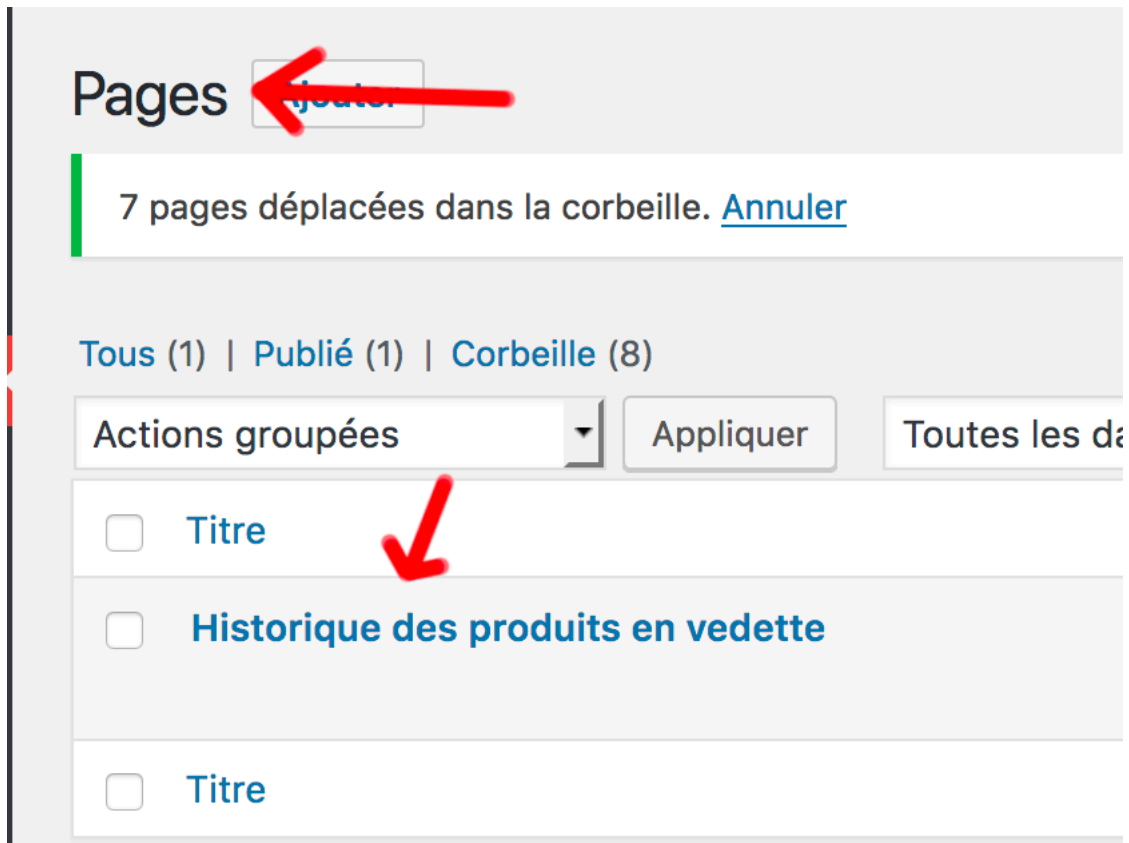 Pages Ajouter
7 pages déplacées dans la corbeille. Annuler
Tous (1) | Publié (1) | Corbeille (8)
Actions groupées Appliquer Toutes les
Titre
Historique des produits en vedette
Titre